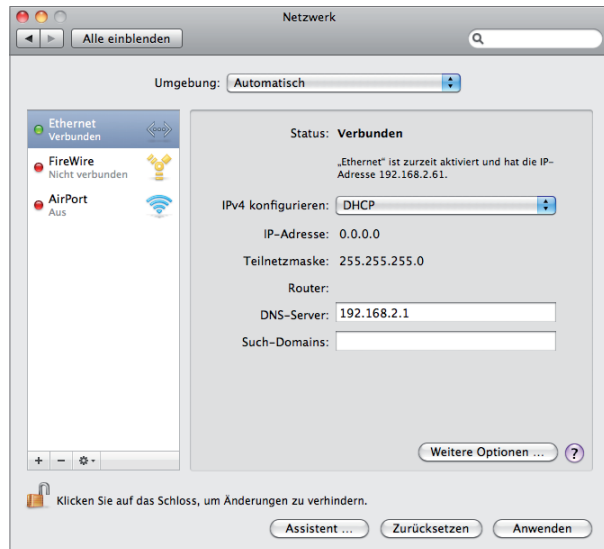 Netzwerk
Alle einblenden
Umgebung: Automatisch
Ethernet
Verbunden
FireWire
Nicht verbunden
AirPort
Aus
+ −
Status: Verbunden
„Ethernet“ ist zurzeit aktiviert und hat die IP-
Adresse 192.168.2.61.
IPv4 konfigurieren: DHCP
IP-Adresse: 0.0.0.0
Teilnetzmaske: 255.255.255.0
Router:
DNS-Server: 192.168.2.1
Such-Domains:
Weitere Optionen ... ?
Klicken Sie auf das Schloss, um Änderungen zu verhindern.
Assistent ... Zurücksetzen Anwenden